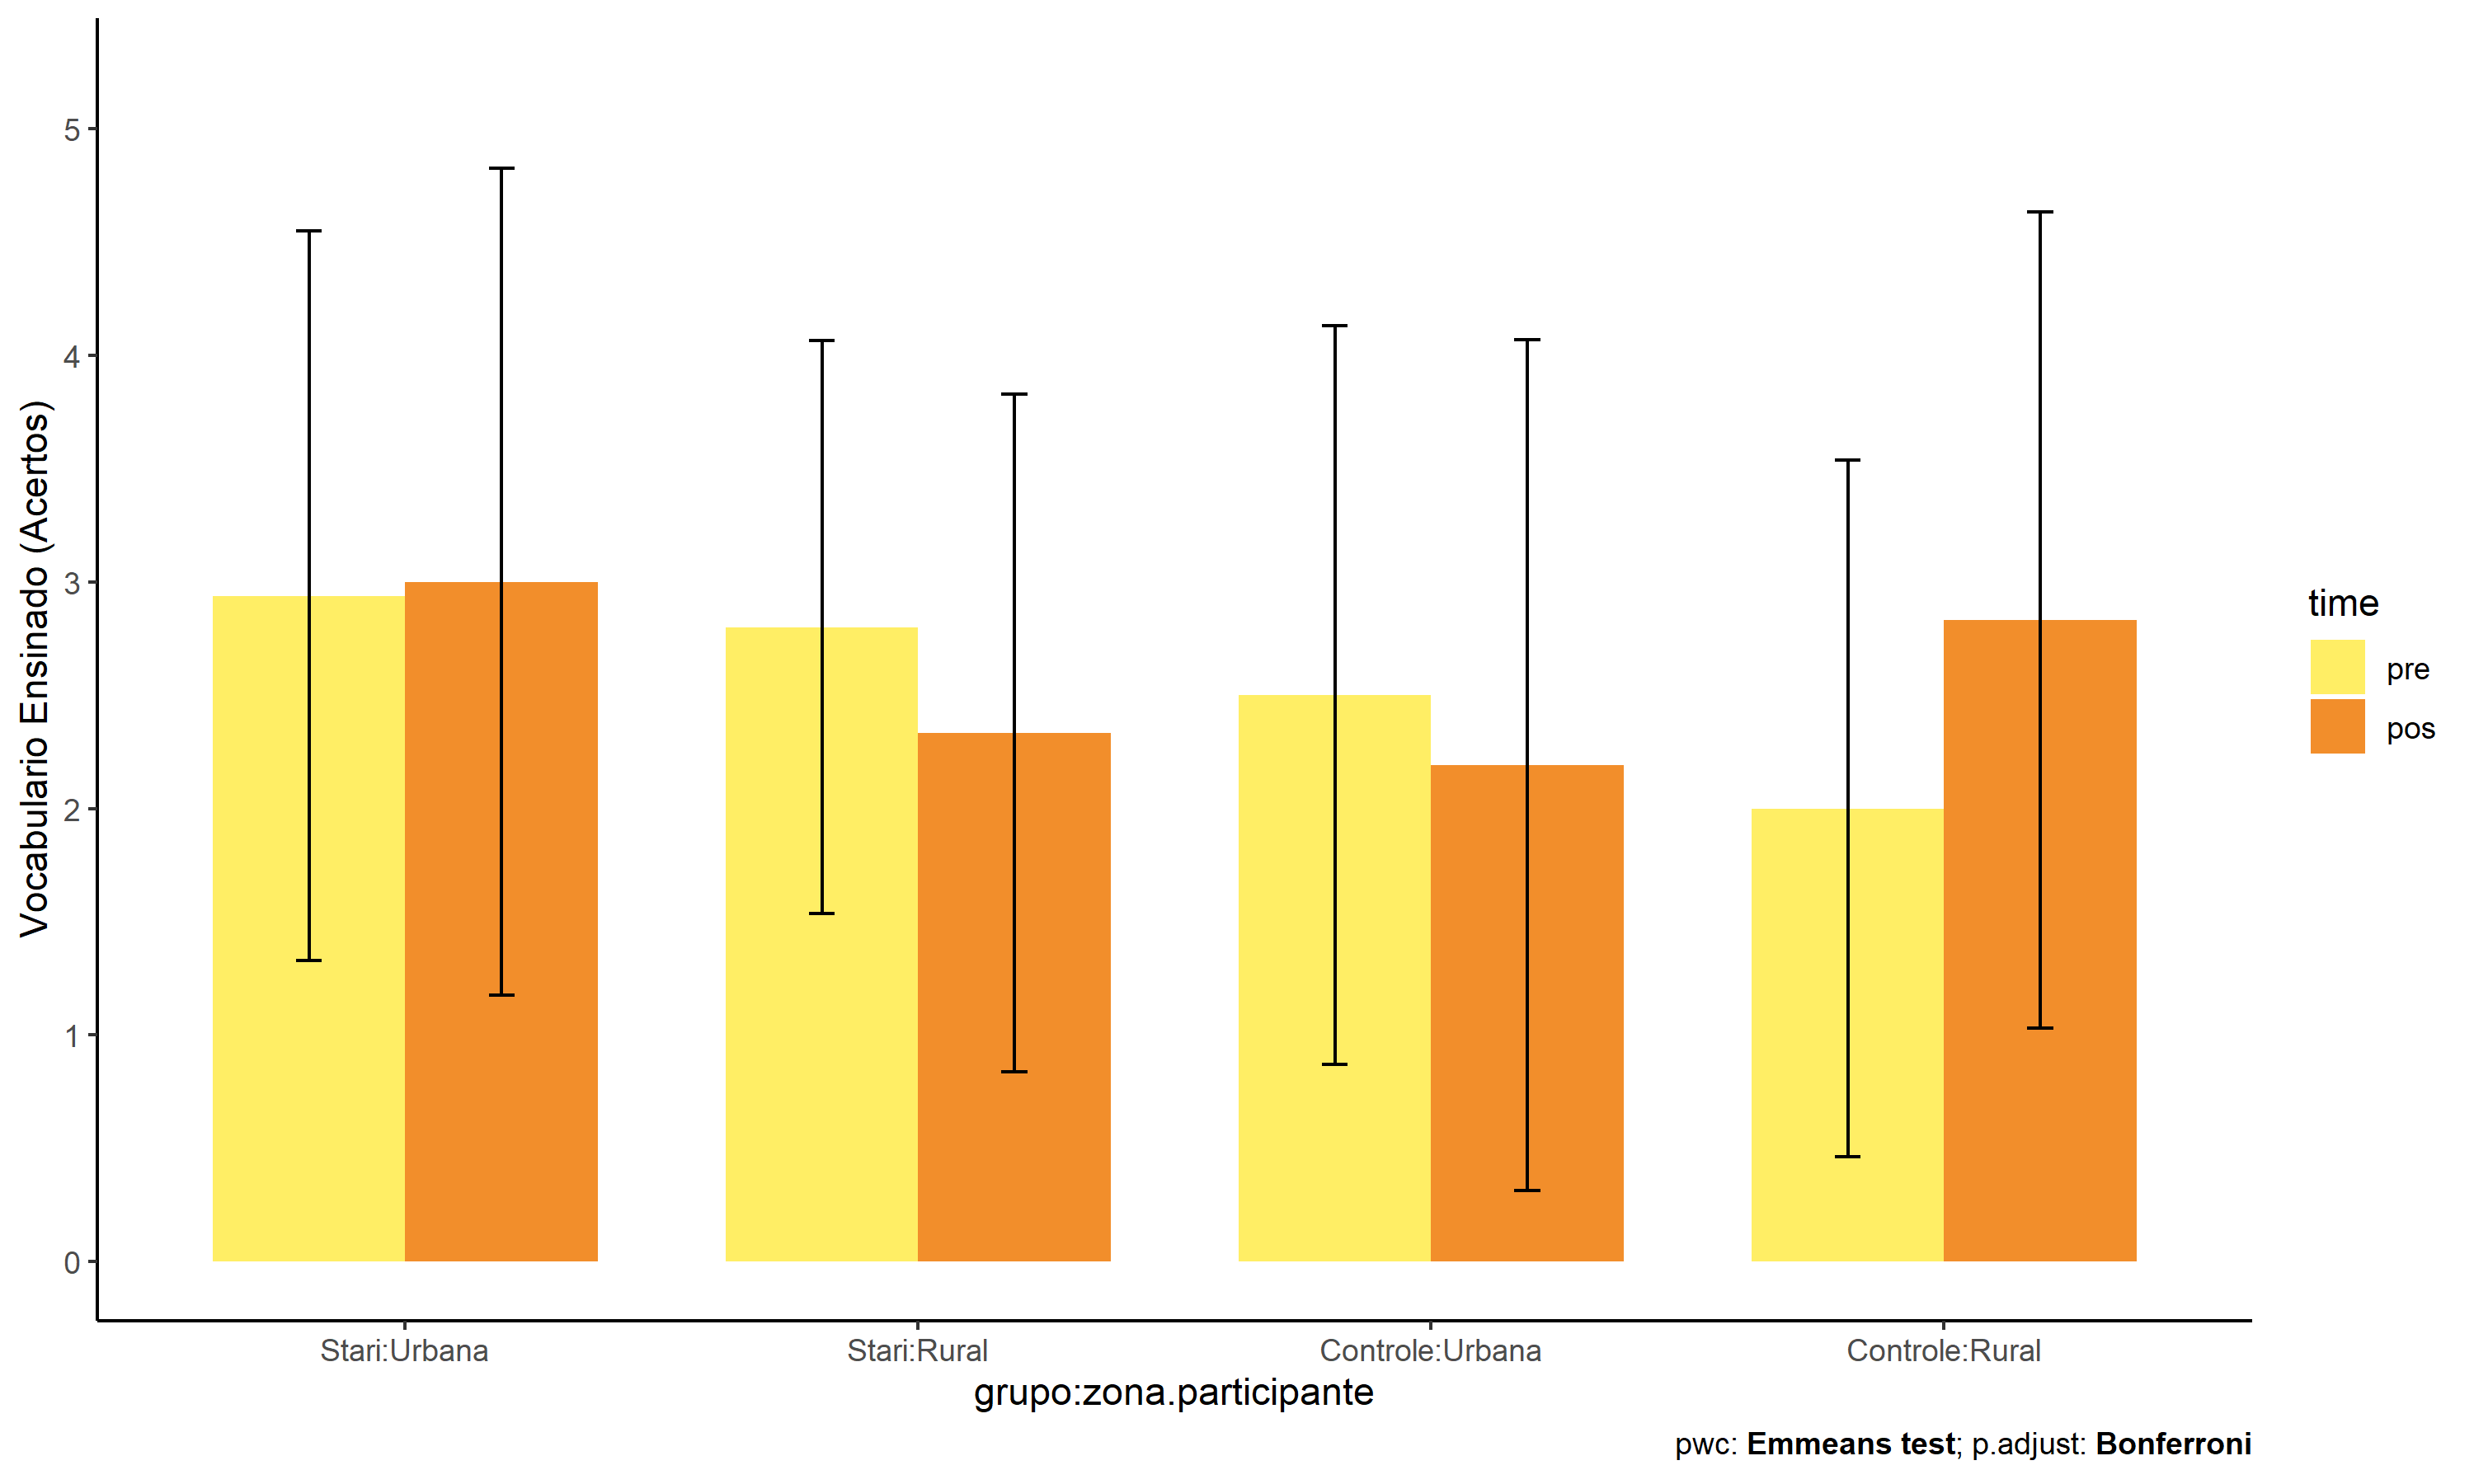 Vocabulario Ensinado (Acertos)
5
4
3
2
1
0
Stari:Urbana
Stari:Rural
Controle:Urbana
Controle:Rural
grupo:zona.participante
time
pre
pos
pwc: Emmeans test; p.adjust: Bonferroni